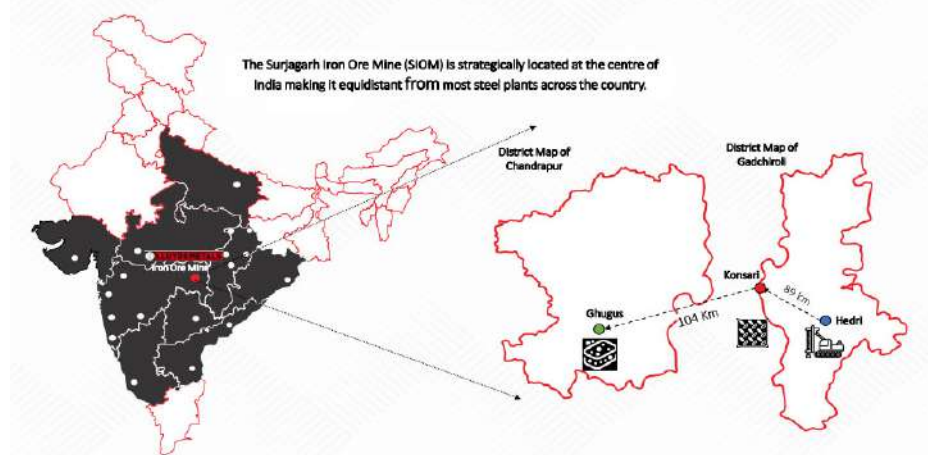 The Surjagarh Iron Ore Mine (SIOM) is strategically located at the centre of
India making it equidistant from most steel plants across the country.
District Map of
Chandrapur
District Map of
Gadchiroli
Iron Ore Mine
Konsari
89 Km
Ghugus
104 Km
Hedri